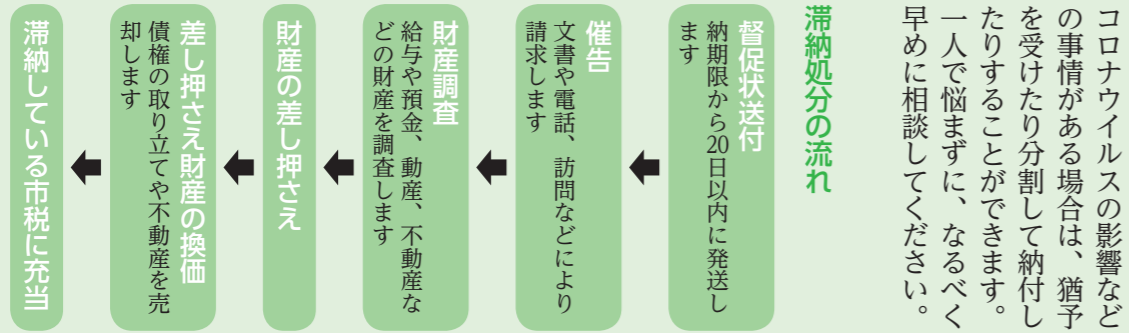 コロナウイルスの影響など
の事情がある場合は、猶予
を受けたり分割して納付し
たりすることができます。
一人で悩まずに、なるべく
早めに相談してください。
滞納処分の流れ
督促状送付
納期限から20日以内に発送し
ます
催告
文書や電話、訪問などにより
請求します
財産調査
給与や預金、動産、不動産な
どの財産を調査します
財産の差し押さえ
差し押さえ財産の換価
債権の取り立てや不動産を売
却します
滞納している市税に充当